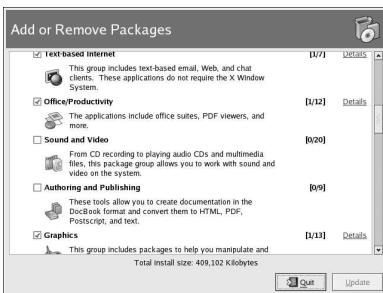 Add or Remove Packages
Text-based Internet [1/7] Details
This group includes text-based email, Web, and chat
clients. These applications do not require the X Window
System.
Office/Productivity [1/12] Details
The applications include office suites, PDF viewers, and
more.
Sound and Video [0/20]
From CD recording to playing audio CDs and multimedia
files, this package group allows you to work with sound and
video on the system.
Authoring and Publishing [0/9]
These tools allow you to create documentation in the
DocBook format and convert them to HTML, PDF,
Postscript, and text.
Graphics [1/13] Details
This group includes packages to help you manipulate and
Total install size: 409,102 Kilobytes
Quit Update